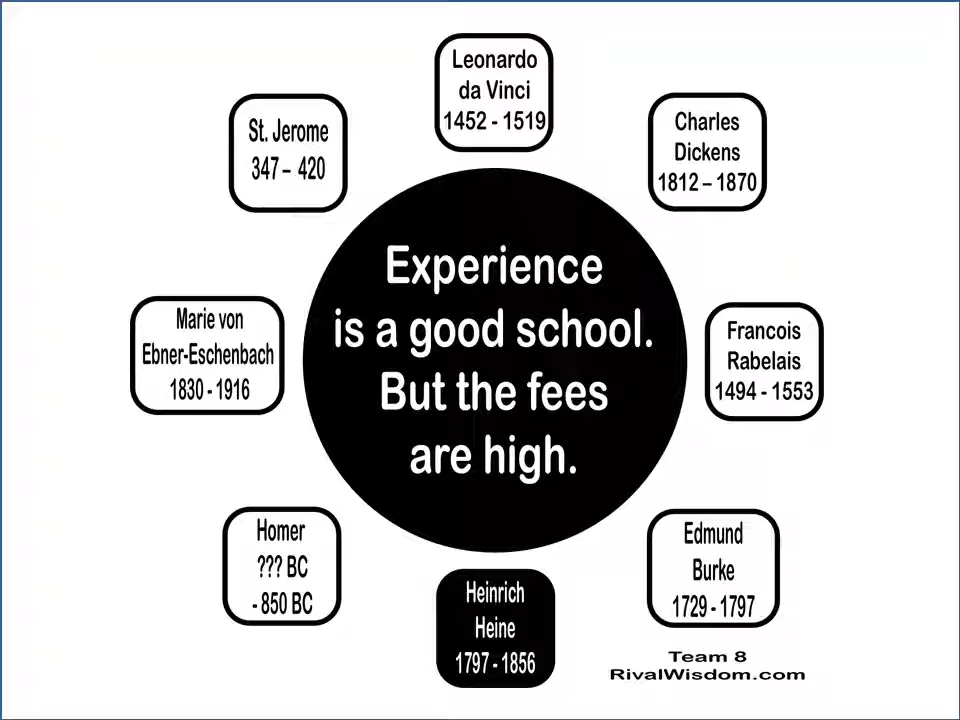 Leonardo
da Vinci
1452 - 1519
St. Jerome
347 – 420
Charles
Dickens
1812 – 1870
Experience
is a good school.
But the fees
are high.
Marie von
Ebner-Eschenbach
1830 - 1916
Francois
Rabelais
1494 - 1553
Homer
??? BC
- 850 BC
Heinrich
Heine
1797 - 1856
Edmund
Burke
1729 - 1797
Team 8
RivalWisdom.com